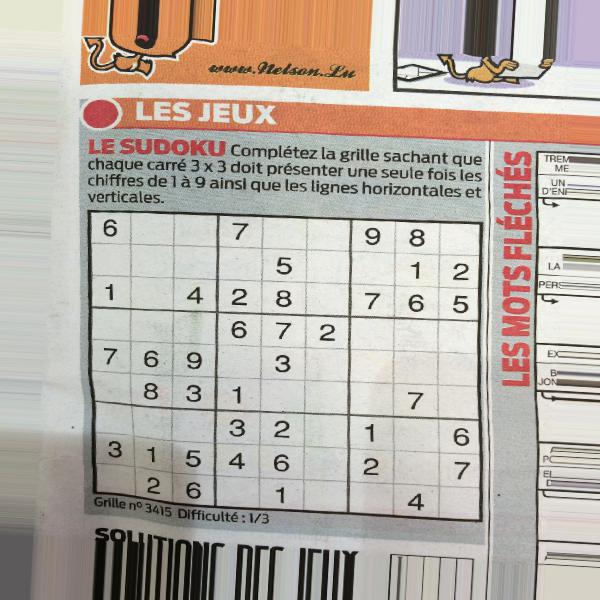 www.Nelson.Lu
LES JEUX
LE SUDOKU Complétez la grille sachant que
chaque carré 3 x 3 doit présenter une seule fois les
chiffres de 1 à 9 ainsi que les lignes horizontales et
verticales.
6 7 9 8
5 1 2
1 4 2 8 7 6 5
6 7 2
7 6 9 3
8 3 1 7
3 2 1 6
3 1 5 4 6 2 7
2 6 1 4
Grille nº 3415 Difficulté : 1/3
SOLUTIONS DES JEUX
LES MOTS FLÉCHÉS
TREM
ME
UN
D'EN
LA
PERS
EX
B
JON